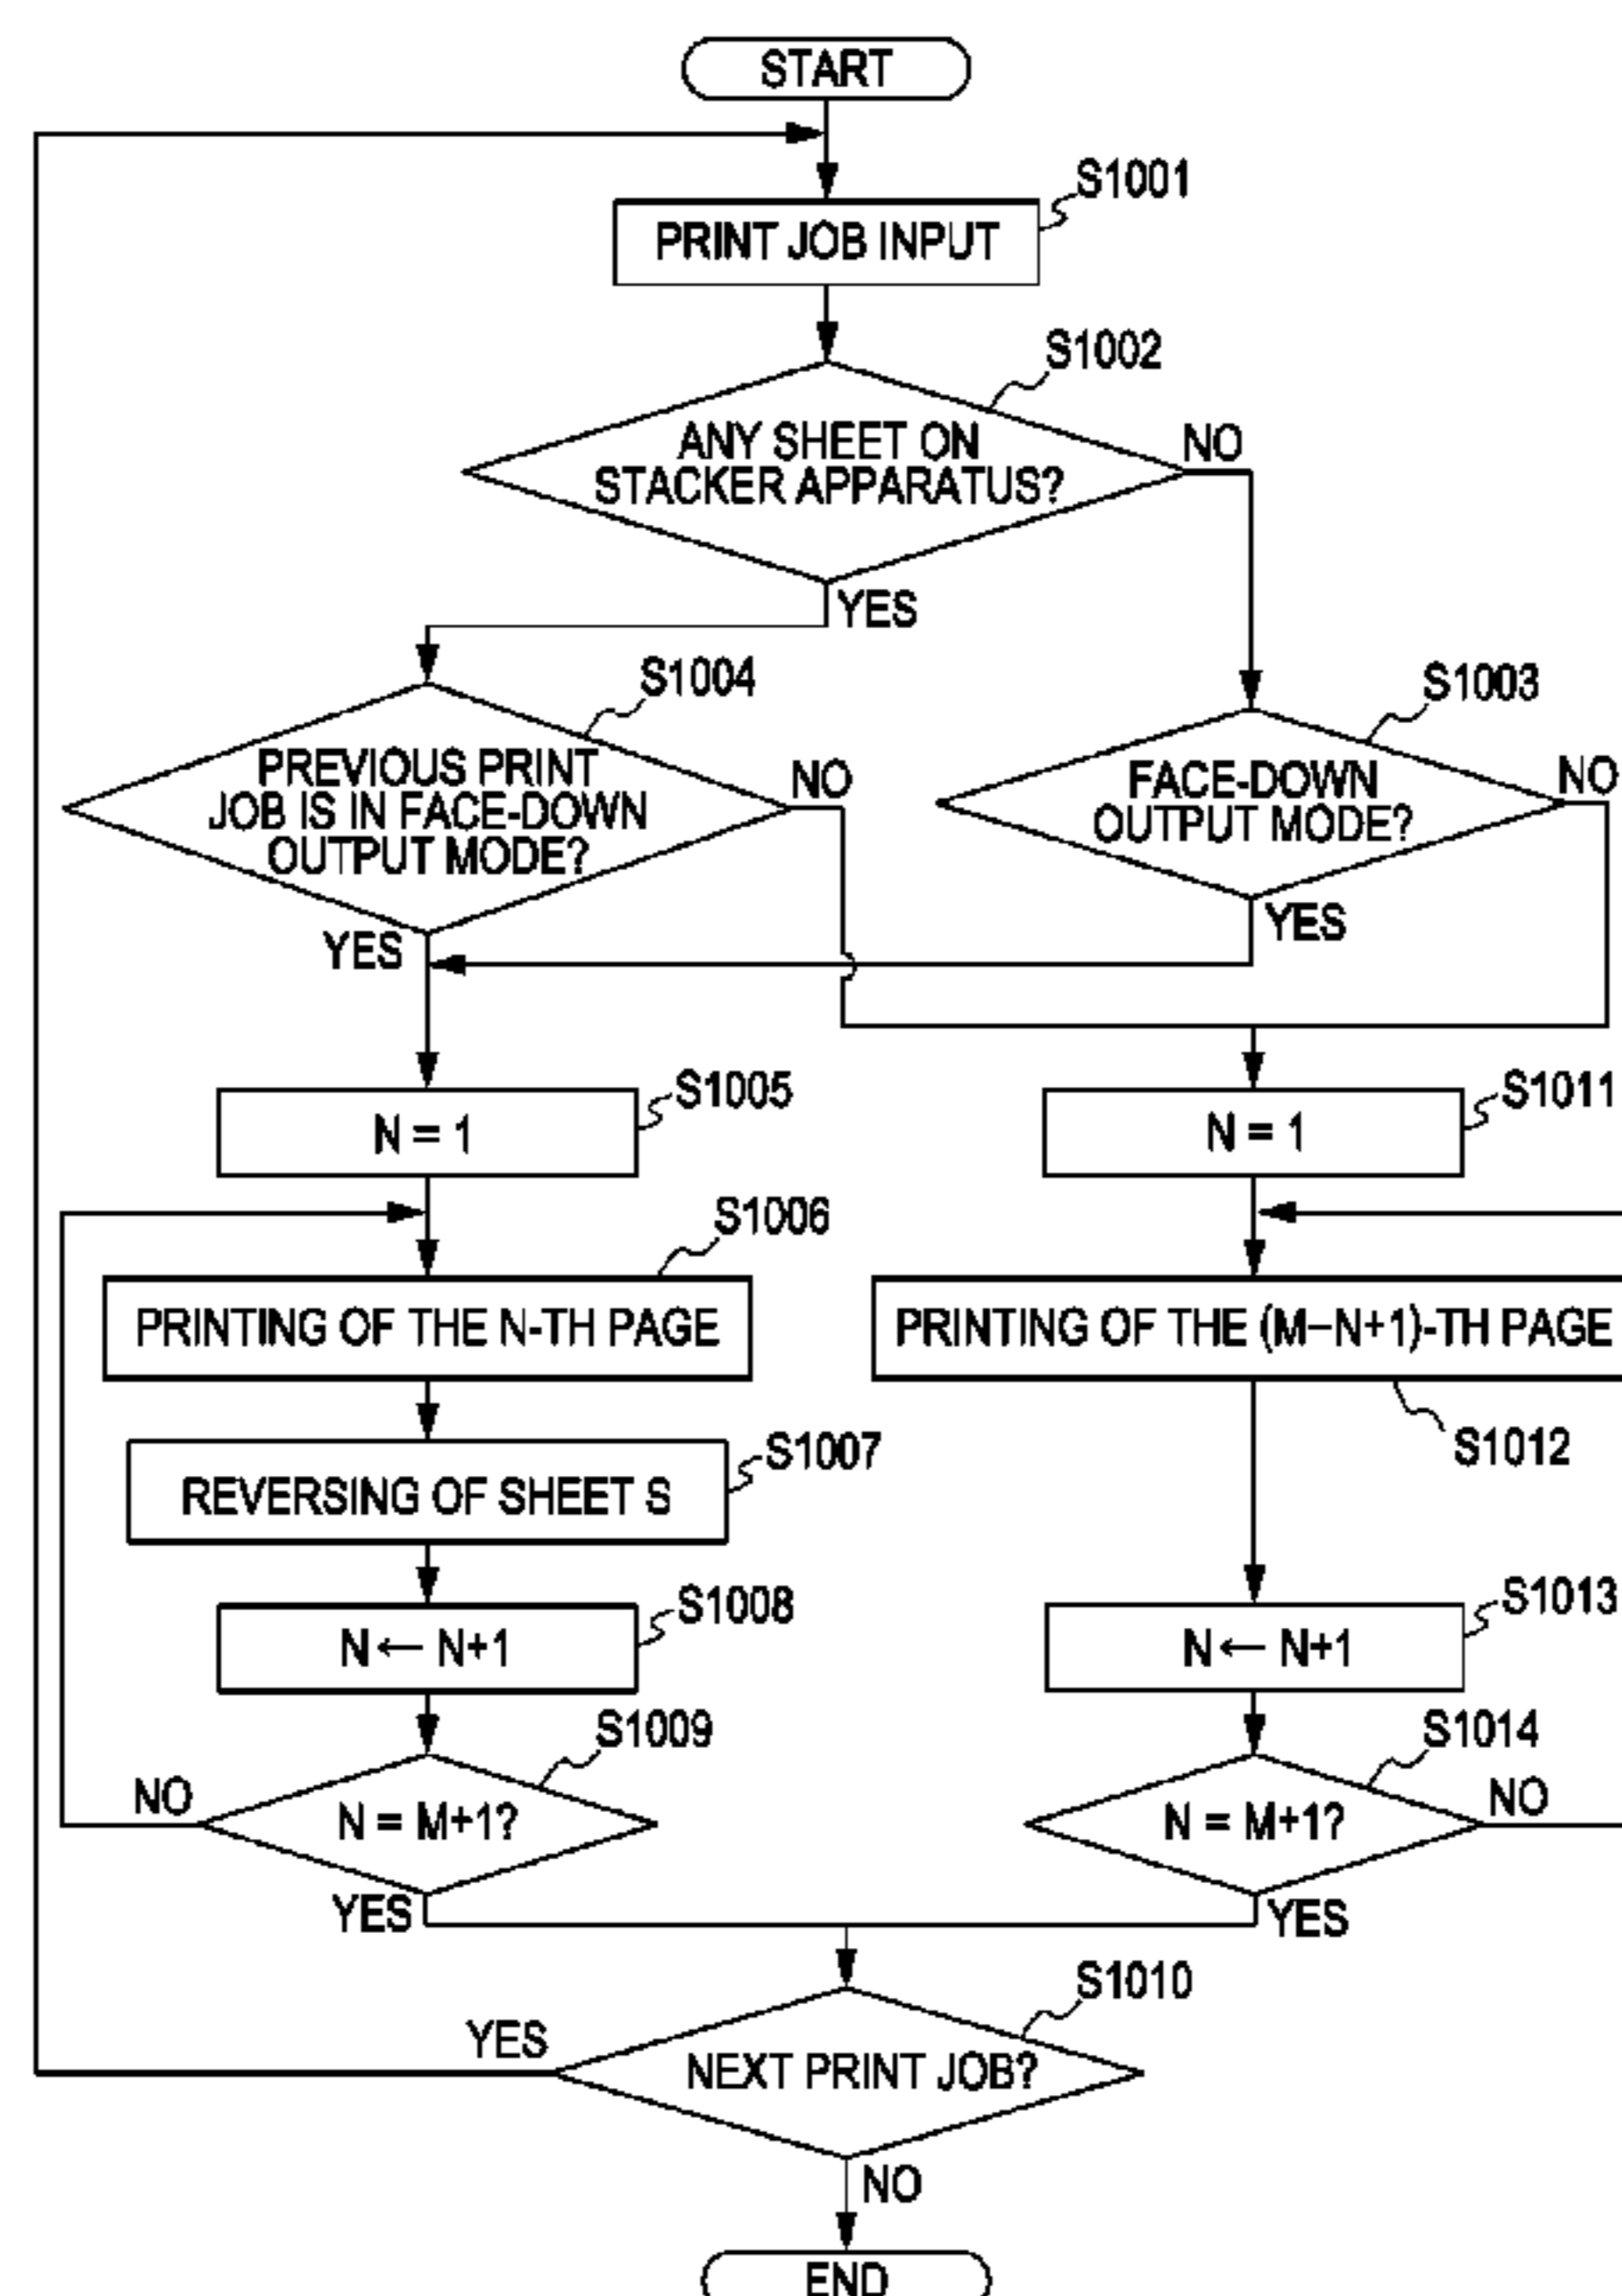 START
S1001
PRINT JOB INPUT
S1002
ANY SHEET ON
STACKER APPARATUS?
NO
YES
S1004
S1003
PREVIOUS PRINT
JOB IS IN FACE-DOWN
OUTPUT MODE?
NO
FACE-DOWN
OUTPUT MODE?
NO
YES
YES
S1005
N = 1
S1011
N = 1
S1006
PRINTING OF THE N-TH PAGE
PRINTING OF THE (M−N+1)-TH PAGE
S1012
S1007
REVERSING OF SHEET S
S1008
N ← N+1
S1013
N ← N+1
S1009
N = M+1?
NO
YES
S1014
N = M+1?
NO
YES
S1010
NEXT PRINT JOB?
YES
NO
END